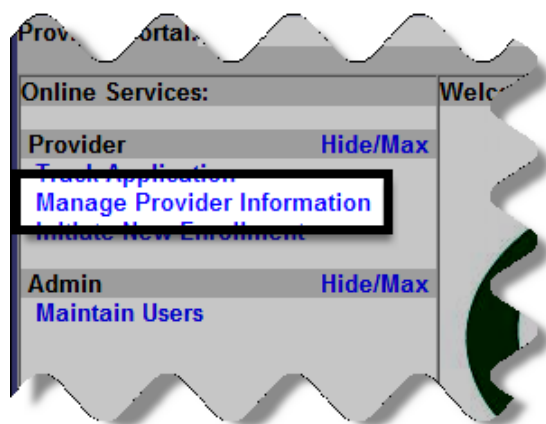 Online Services:
Provider Hide/Max
Track Application
Manage Provider Information
Initiate New Enrollment
Admin Hide/Max
Maintain Users